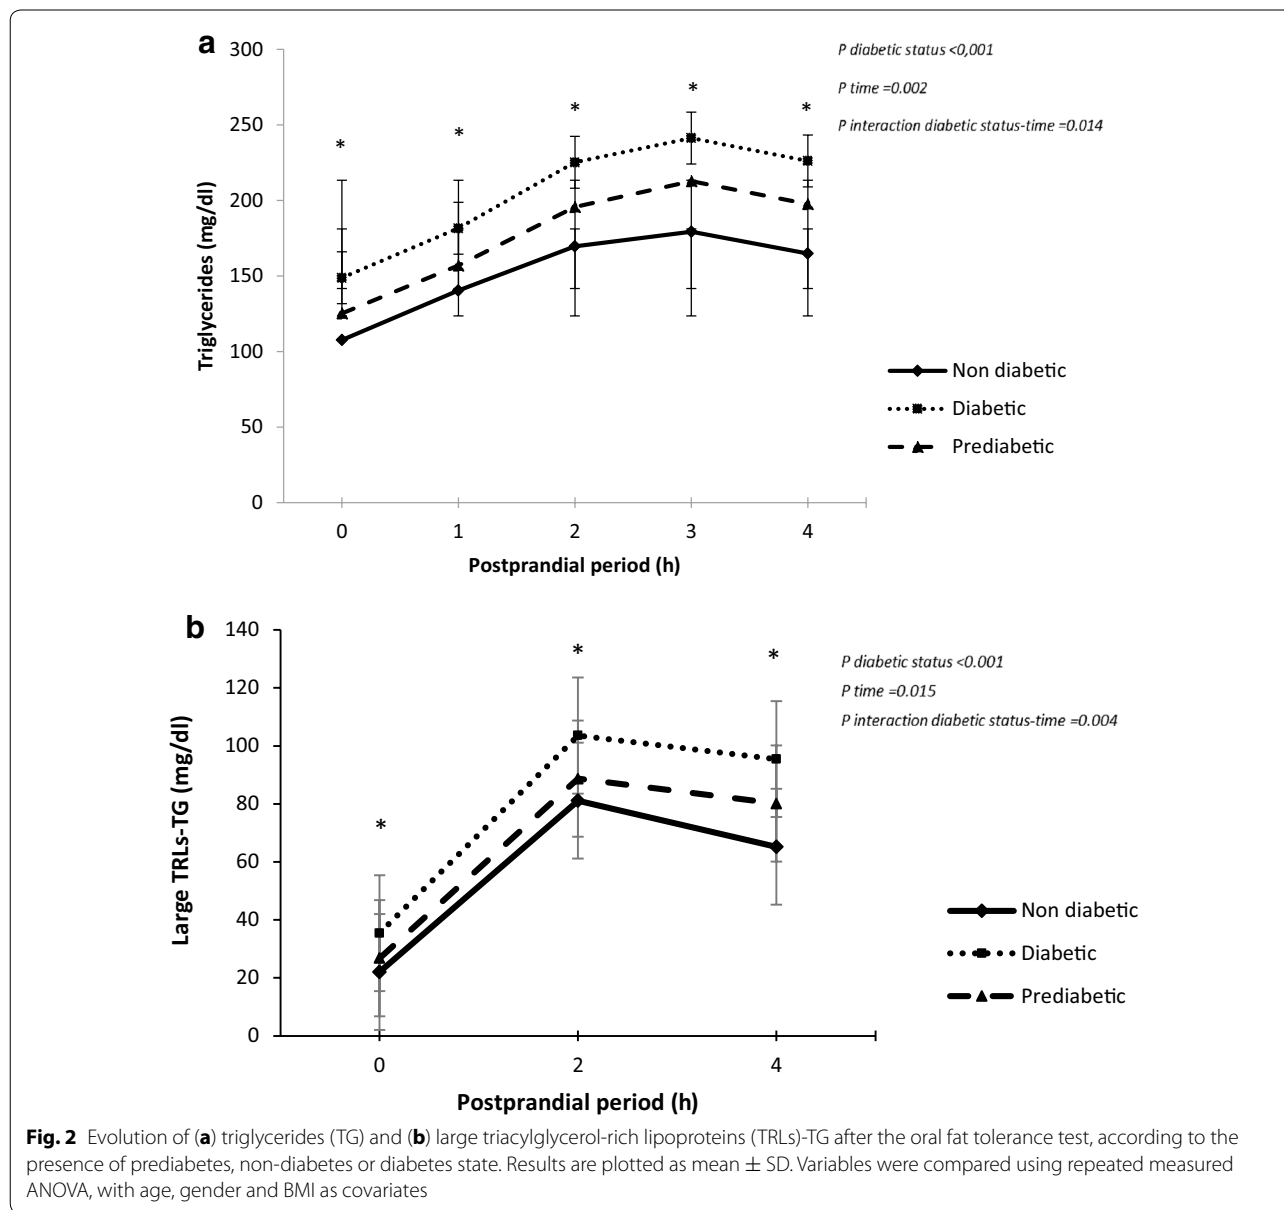 a
300
250
200
150
100
50
0
Triglycerides (mg/dl)
*
*
*
*
*
P diabetic status <0,001
P time =0.002
P interaction diabetic status-time =0.014
Non diabetic
Diabetic
Prediabetic
0 1 2 3 4
Postprandial period (h)
b
140
120
100
80
60
40
20
0
Large TRLs-TG (mg/dl)
*
*
*
P diabetic status <0.001
P time =0.015
P interaction diabetic status-time =0.004
Non diabetic
Diabetic
Prediabetic
0 2 4
Postprandial period (h)
Fig. 2 Evolution of (a) triglycerides (TG) and (b) large triacylglycerol-rich lipoproteins (TRLs)-TG after the oral fat tolerance test, according to the
presence of prediabetes, non-diabetes or diabetes state. Results are plotted as mean ± SD. Variables were compared using repeated measured
ANOVA, with age, gender and BMI as covariates